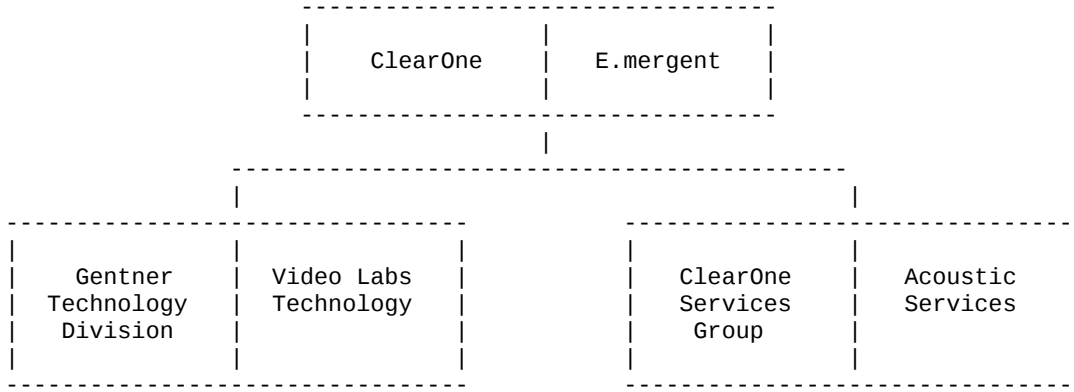 ClearOne E.mergent
Gentner Video Labs ClearOne Acoustic
Technology Technology Services Services
Division Group